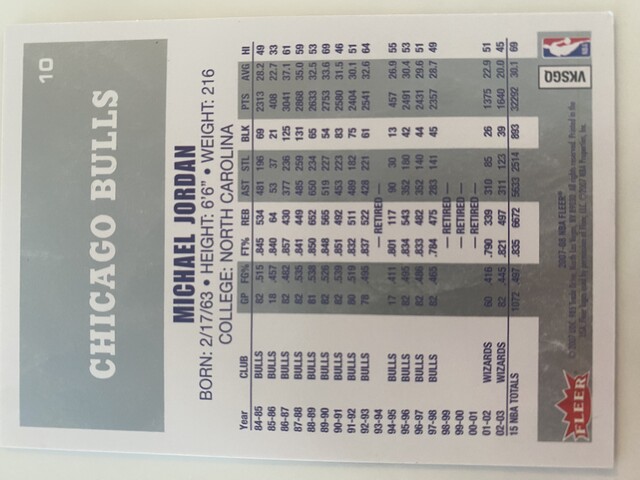 10
CHICAGO BULLS
MICHAEL JORDAN
BORN: 2/17/63 • HEIGHT: 6'6" • WEIGHT: 216
COLLEGE: NORTH CAROLINA
Year CLUB GP FG% FT% REB AST STL BLK PTS AVG HI
84-85 BULLS 82 .515 .845 534 481 196 69 2313 28.2 49
85-86 BULLS 18 .457 .840 64 53 37 21 408 22.7 33
86-87 BULLS 82 .482 .857 430 377 236 125 3041 37.1 61
87-88 BULLS 82 .535 .841 449 485 259 131 2868 35.0 59
88-89 BULLS 81 .538 .850 652 650 234 65 2633 32.5 53
89-90 BULLS 82 .526 .848 565 519 227 54 2753 33.6 69
90-91 BULLS 82 .539 .851 492 453 223 83 2580 31.5 46
91-92 BULLS 80 .519 .832 511 489 182 75 2404 30.1 51
92-93 BULLS 78 .495 .837 522 428 221 61 2541 32.6 64
93-94 — RETIRED —
94-95 BULLS 17 .411 .801 117 90 30 13 457 26.9 55
95-96 BULLS 82 .495 .834 543 352 180 42 2491 30.4 53
96-97 BULLS 82 .486 .833 482 352 140 44 2431 29.6 51
97-98 BULLS 82 .465 .784 475 283 141 45 2357 28.7 49
98-99 — RETIRED —
99-00 — RETIRED —
00-01 — RETIRED —
01-02 WIZARDS 60 .416 .790 339 310 85 26 1375 22.9 51
02-03 WIZARDS 82 .445 .821 497 311 123 39 1640 20.0 45
15 NBA TOTALS 1072 .497 .835 6672 5633 2514 893 32292 30.1 69
FLEER
2007-08 NBA FLEER
© 2007 UDC, All rights reserved. Printed in the
©2007 NBA Properties, Inc.
VKSGQ
NBA